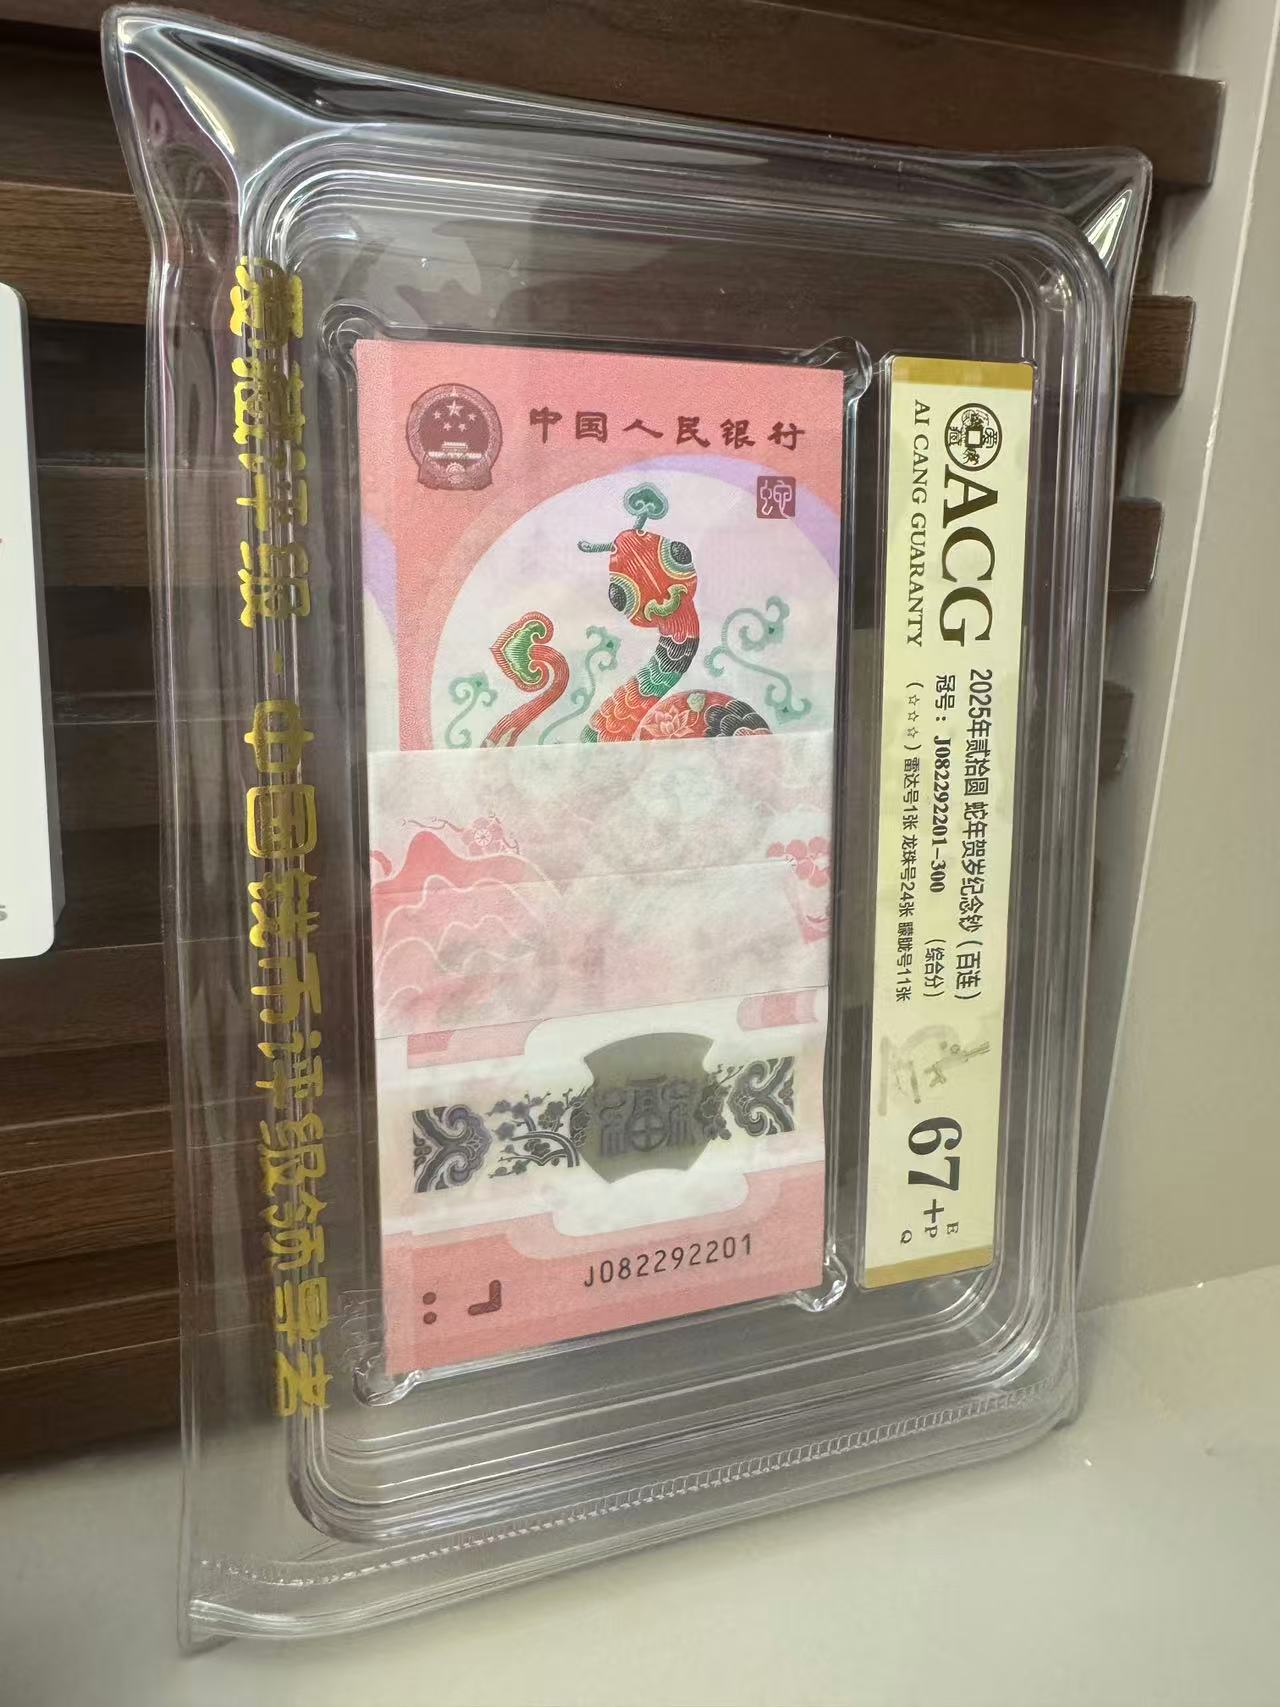 爱藏评级·中国钱币评级领导者
中国人民银行
蛇
J082292201
ACG
AI CANG GUARANTY
2025年贰拾圆 蛇年贺岁纪念钞（百连）
冠号：J082292201-300 （综合分）
（☆☆☆）雷达号1张 龙珠号24张 朦胧号11张
67+
E
P
Q